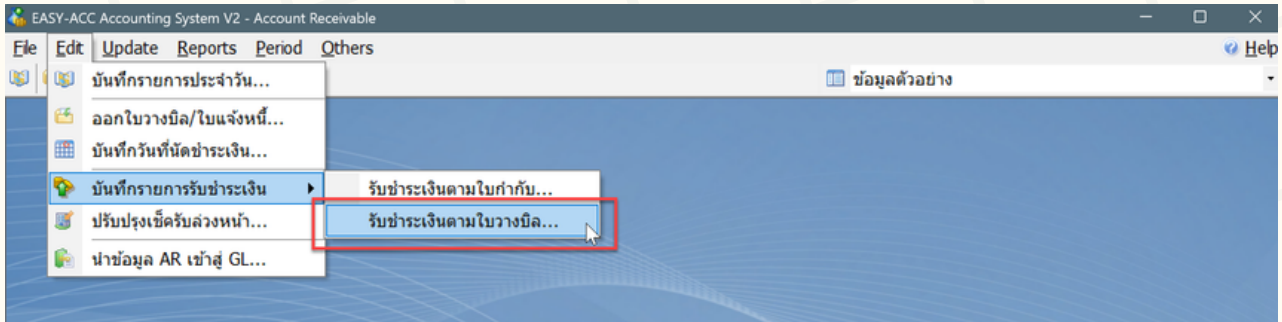 EASY-ACC Accounting System V2 - Account Receivable
File Edit Update Reports Period Others Help
บันทึกรายการประจำวัน...
ข้อมูลตัวอย่าง
ออกใบวางบิล/ใบแจ้งหนี้...
บันทึกวันที่นัดชำระเงิน...
บันทึกรายการรับชำระเงิน
รับชำระเงินตามใบกำกับ...
ปรับปรุงเช็ครับล่วงหน้า...
รับชำระเงินตามใบวางบิล...
นำข้อมูล AR เข้าสู่ GL...